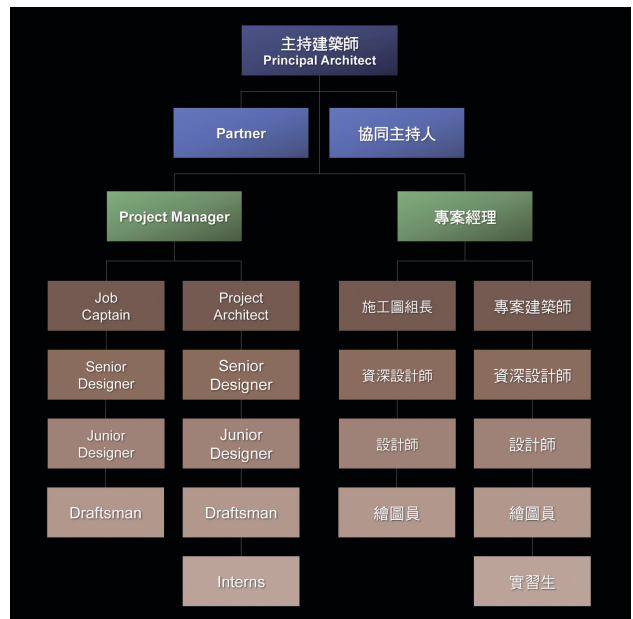 主持建築師
Principal Architect
Partner
協同主持人
Project Manager
專案經理
Job
Captain
Project
Architect
施工圖組長
專案建築師
Senior
Designer
Senior
Designer
資深設計師
資深設計師
Junior
Designer
Junior
Designer
設計師
設計師
Draftsman
Draftsman
繪圖員
繪圖員
Interns
實習生